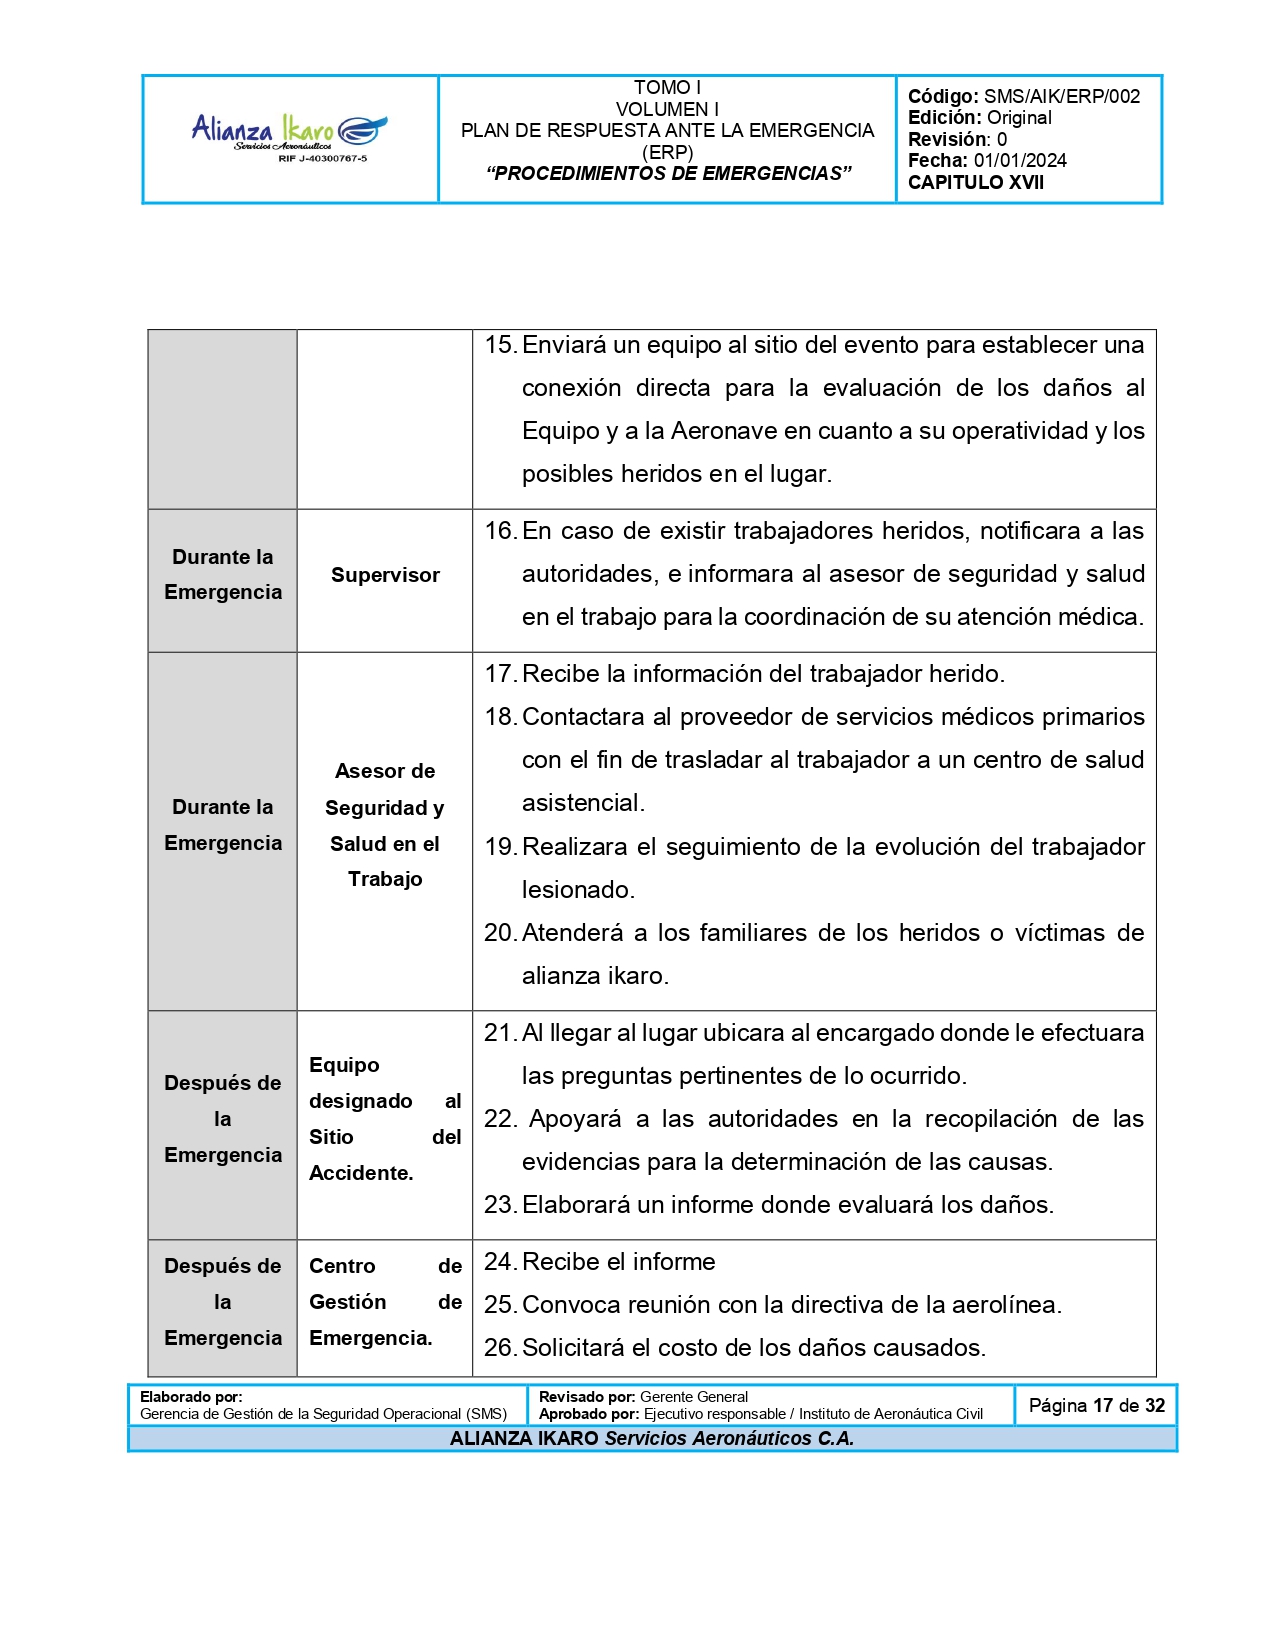 Alianza Ikaro
Servicios Aeronáuticos
RIF J-40300767-5
TOMO I
VOLUMEN I
PLAN DE RESPUESTA ANTE LA EMERGENCIA
(ERP)
“PROCEDIMIENTOS DE EMERGENCIAS”
Código: SMS/AIK/ERP/002
Edición: Original
Revisión: 0
Fecha: 01/01/2024
CAPITULO XVII
15. Enviará un equipo al sitio del evento para establecer una
conexión directa para la evaluación de los daños al
Equipo y a la Aeronave en cuanto a su operatividad y los
posibles heridos en el lugar.
Durante la
Emergencia
Supervisor
16. En caso de existir trabajadores heridos, notificara a las
autoridades, e informara al asesor de seguridad y salud
en el trabajo para la coordinación de su atención médica.
Durante la
Emergencia
Asesor de
Seguridad y
Salud en el
Trabajo
17. Recibe la información del trabajador herido.
18. Contactara al proveedor de servicios médicos primarios
con el fin de trasladar al trabajador a un centro de salud
asistencial.
19. Realizara el seguimiento de la evolución del trabajador
lesionado.
20. Atenderá a los familiares de los heridos o víctimas de
alianza ikaro.
Después de
la
Emergencia
Equipo
designado al
Sitio del
Accidente.
21. Al llegar al lugar ubicara al encargado donde le efectuara
las preguntas pertinentes de lo ocurrido.
22. Apoyará a las autoridades en la recopilación de las
evidencias para la determinación de las causas.
23. Elaborará un informe donde evaluará los daños.
Después de
la
Emergencia
Centro de
Gestión de
Emergencia.
24. Recibe el informe
25. Convoca reunión con la directiva de la aerolínea.
26. Solicitará el costo de los daños causados.
Elaborado por:
Gerencia de Gestión de la Seguridad Operacional (SMS)
Revisado por: Gerente General
Aprobado por: Ejecutivo responsable / Instituto de Aeronáutica Civil
Página 17 de 32
ALIANZA IKARO Servicios Aeronáuticos C.A.